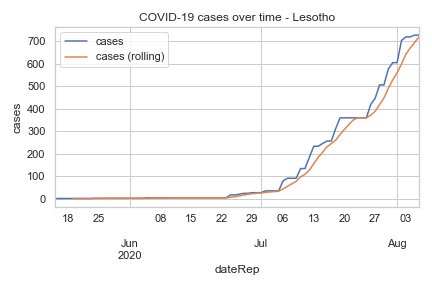 COVID-19 cases over time - Lesotho
cases
cases (rolling)
700
600
500
400
300
200
100
0
cases
18 25 08 15 22 29 06 13 20 27 03
Jun Jul Aug
2020
dateRep